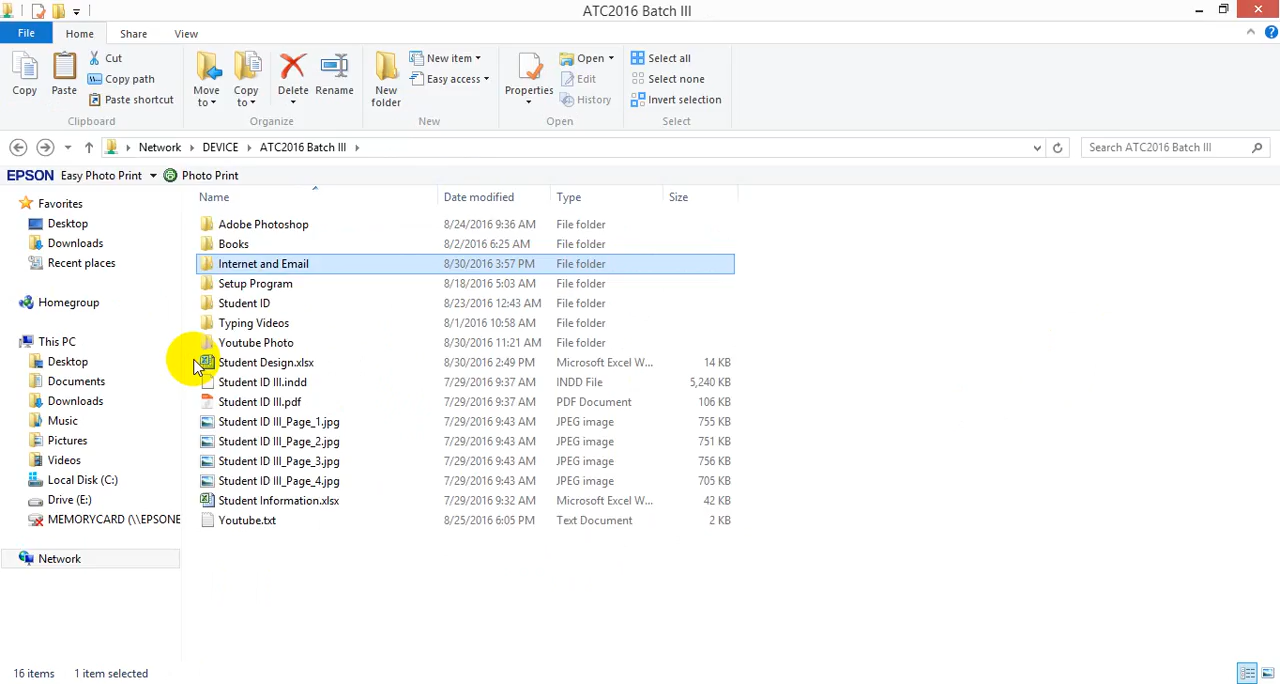 ATC2016 Batch III
File Home Share View
Copy Paste Cut Copy path Paste shortcut Move to Copy to Delete Rename New folder New item Easy access Properties Open Edit History Select all Select none Invert selection
Clipboard Organize New Open Select
Network DEVICE ATC2016 Batch III Search ATC2016 Batch III
EPSON Easy Photo Print Photo Print
Favorites
Desktop
Downloads
Recent places
Homegroup
This PC
Desktop
Documents
Downloads
Music
Pictures
Videos
Local Disk (C:)
Drive (E:)
MEMORYCARD (\\EPSONE
Network
Name Date modified Type Size
Adobe Photoshop 8/24/2016 9:36 AM File folder
Books 8/2/2016 6:25 AM File folder
Internet and Email 8/30/2016 3:57 PM File folder
Setup Program 8/18/2016 5:03 AM File folder
Student ID 8/23/2016 12:43 AM File folder
Typing Videos 8/1/2016 10:58 AM File folder
Youtube Photo 8/30/2016 11:21 AM File folder
Student Design.xlsx 8/30/2016 2:49 PM Microsoft Excel W... 14 KB
Student ID III.indd 7/29/2016 9:37 AM INDD File 5,240 KB
Student ID III.pdf 7/29/2016 9:37 AM PDF Document 106 KB
Student ID III_Page_1.jpg 7/29/2016 9:43 AM JPEG image 755 KB
Student ID III_Page_2.jpg 7/29/2016 9:43 AM JPEG image 751 KB
Student ID III_Page_3.jpg 7/29/2016 9:43 AM JPEG image 756 KB
Student ID III_Page_4.jpg 7/29/2016 9:43 AM JPEG image 705 KB
Student Information.xlsx 7/29/2016 9:32 AM Microsoft Excel W... 42 KB
Youtube.txt 8/25/2016 6:05 PM Text Document 2 KB
16 items 1 item selected